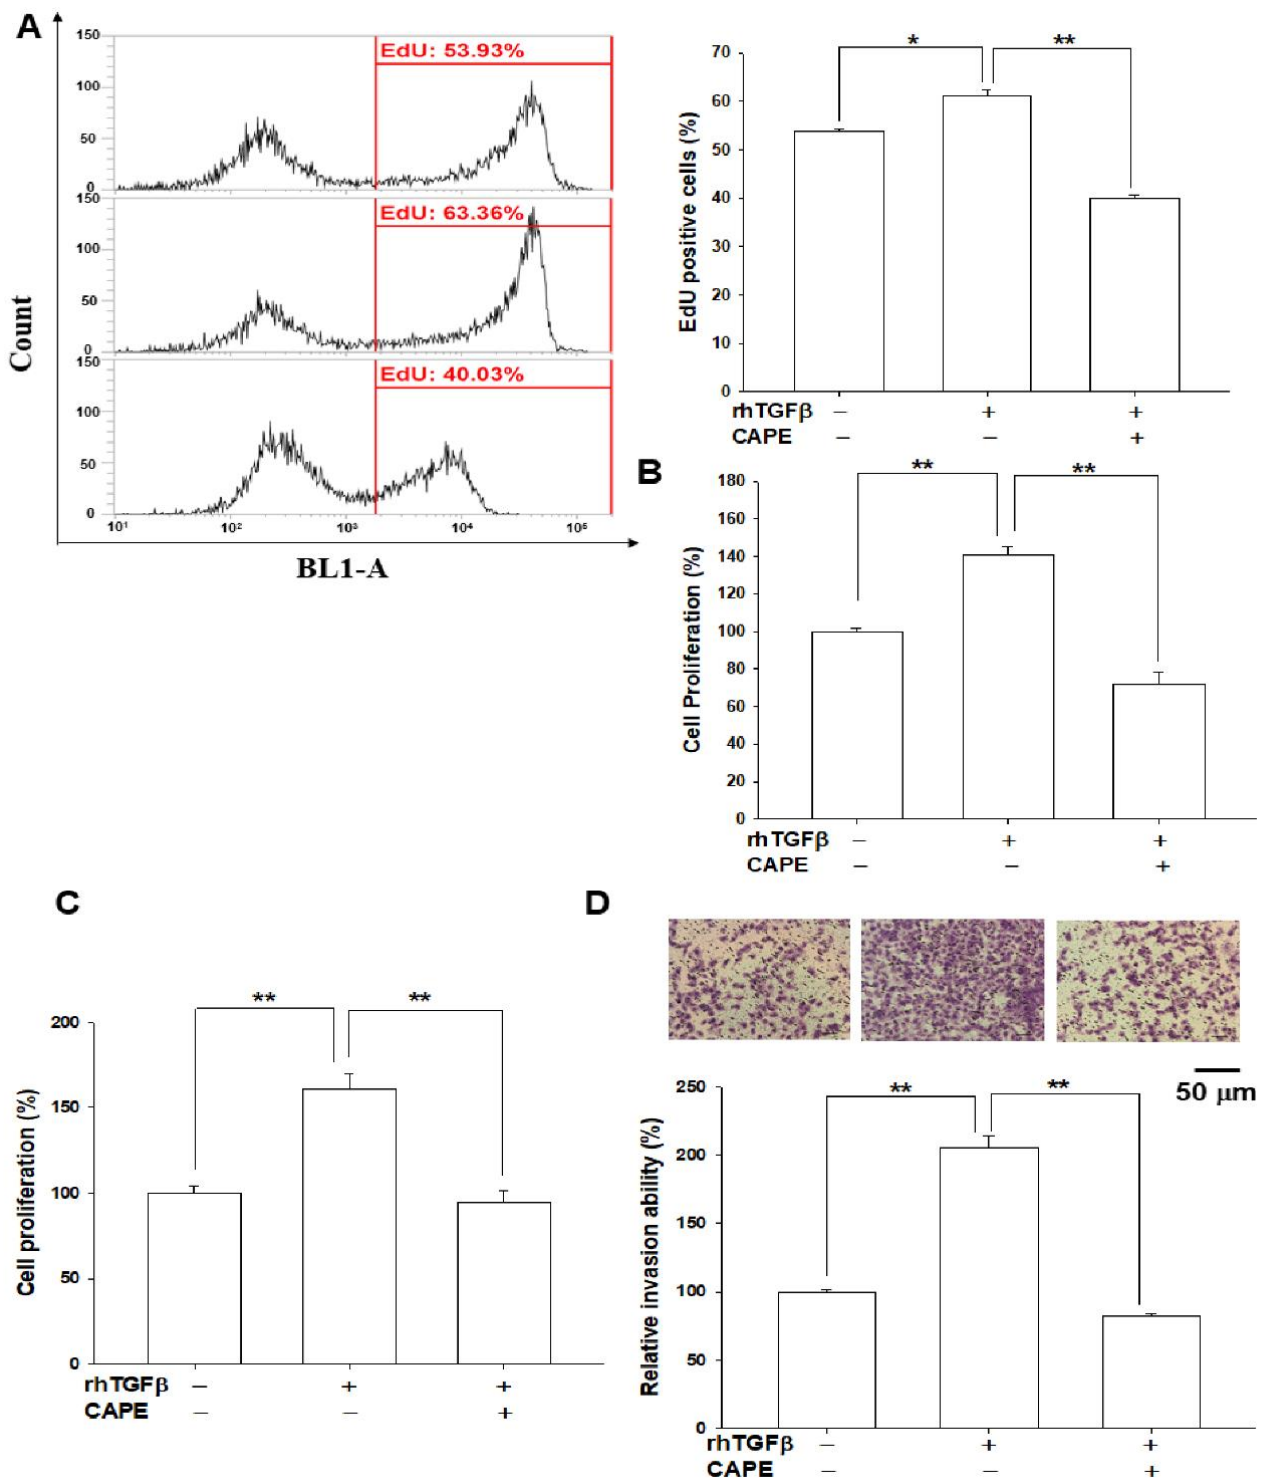 A
150
EdU: 53.93%
100
50
0
150
EdU: 63.36%
100
50
0
150
EdU: 40.03%
100
50
0
10¹ 10² 10³ 10⁴ 10⁵
Count
BL1-A
* **
70
60
50
40
30
20
10
0
EdU positive cells (%)
rhTGFβ − + +
CAPE − − +
B
** **
180
160
140
120
100
80
60
40
20
0
Cell Proliferation (%)
rhTGFβ − + +
CAPE − − +
C
** **
200
150
100
50
0
Cell proliferation (%)
rhTGFβ − + +
CAPE − − +
D
50 μm
** **
250
200
150
100
50
0
Relative invasion ability (%)
rhTGFβ − + +
CAPE − − +